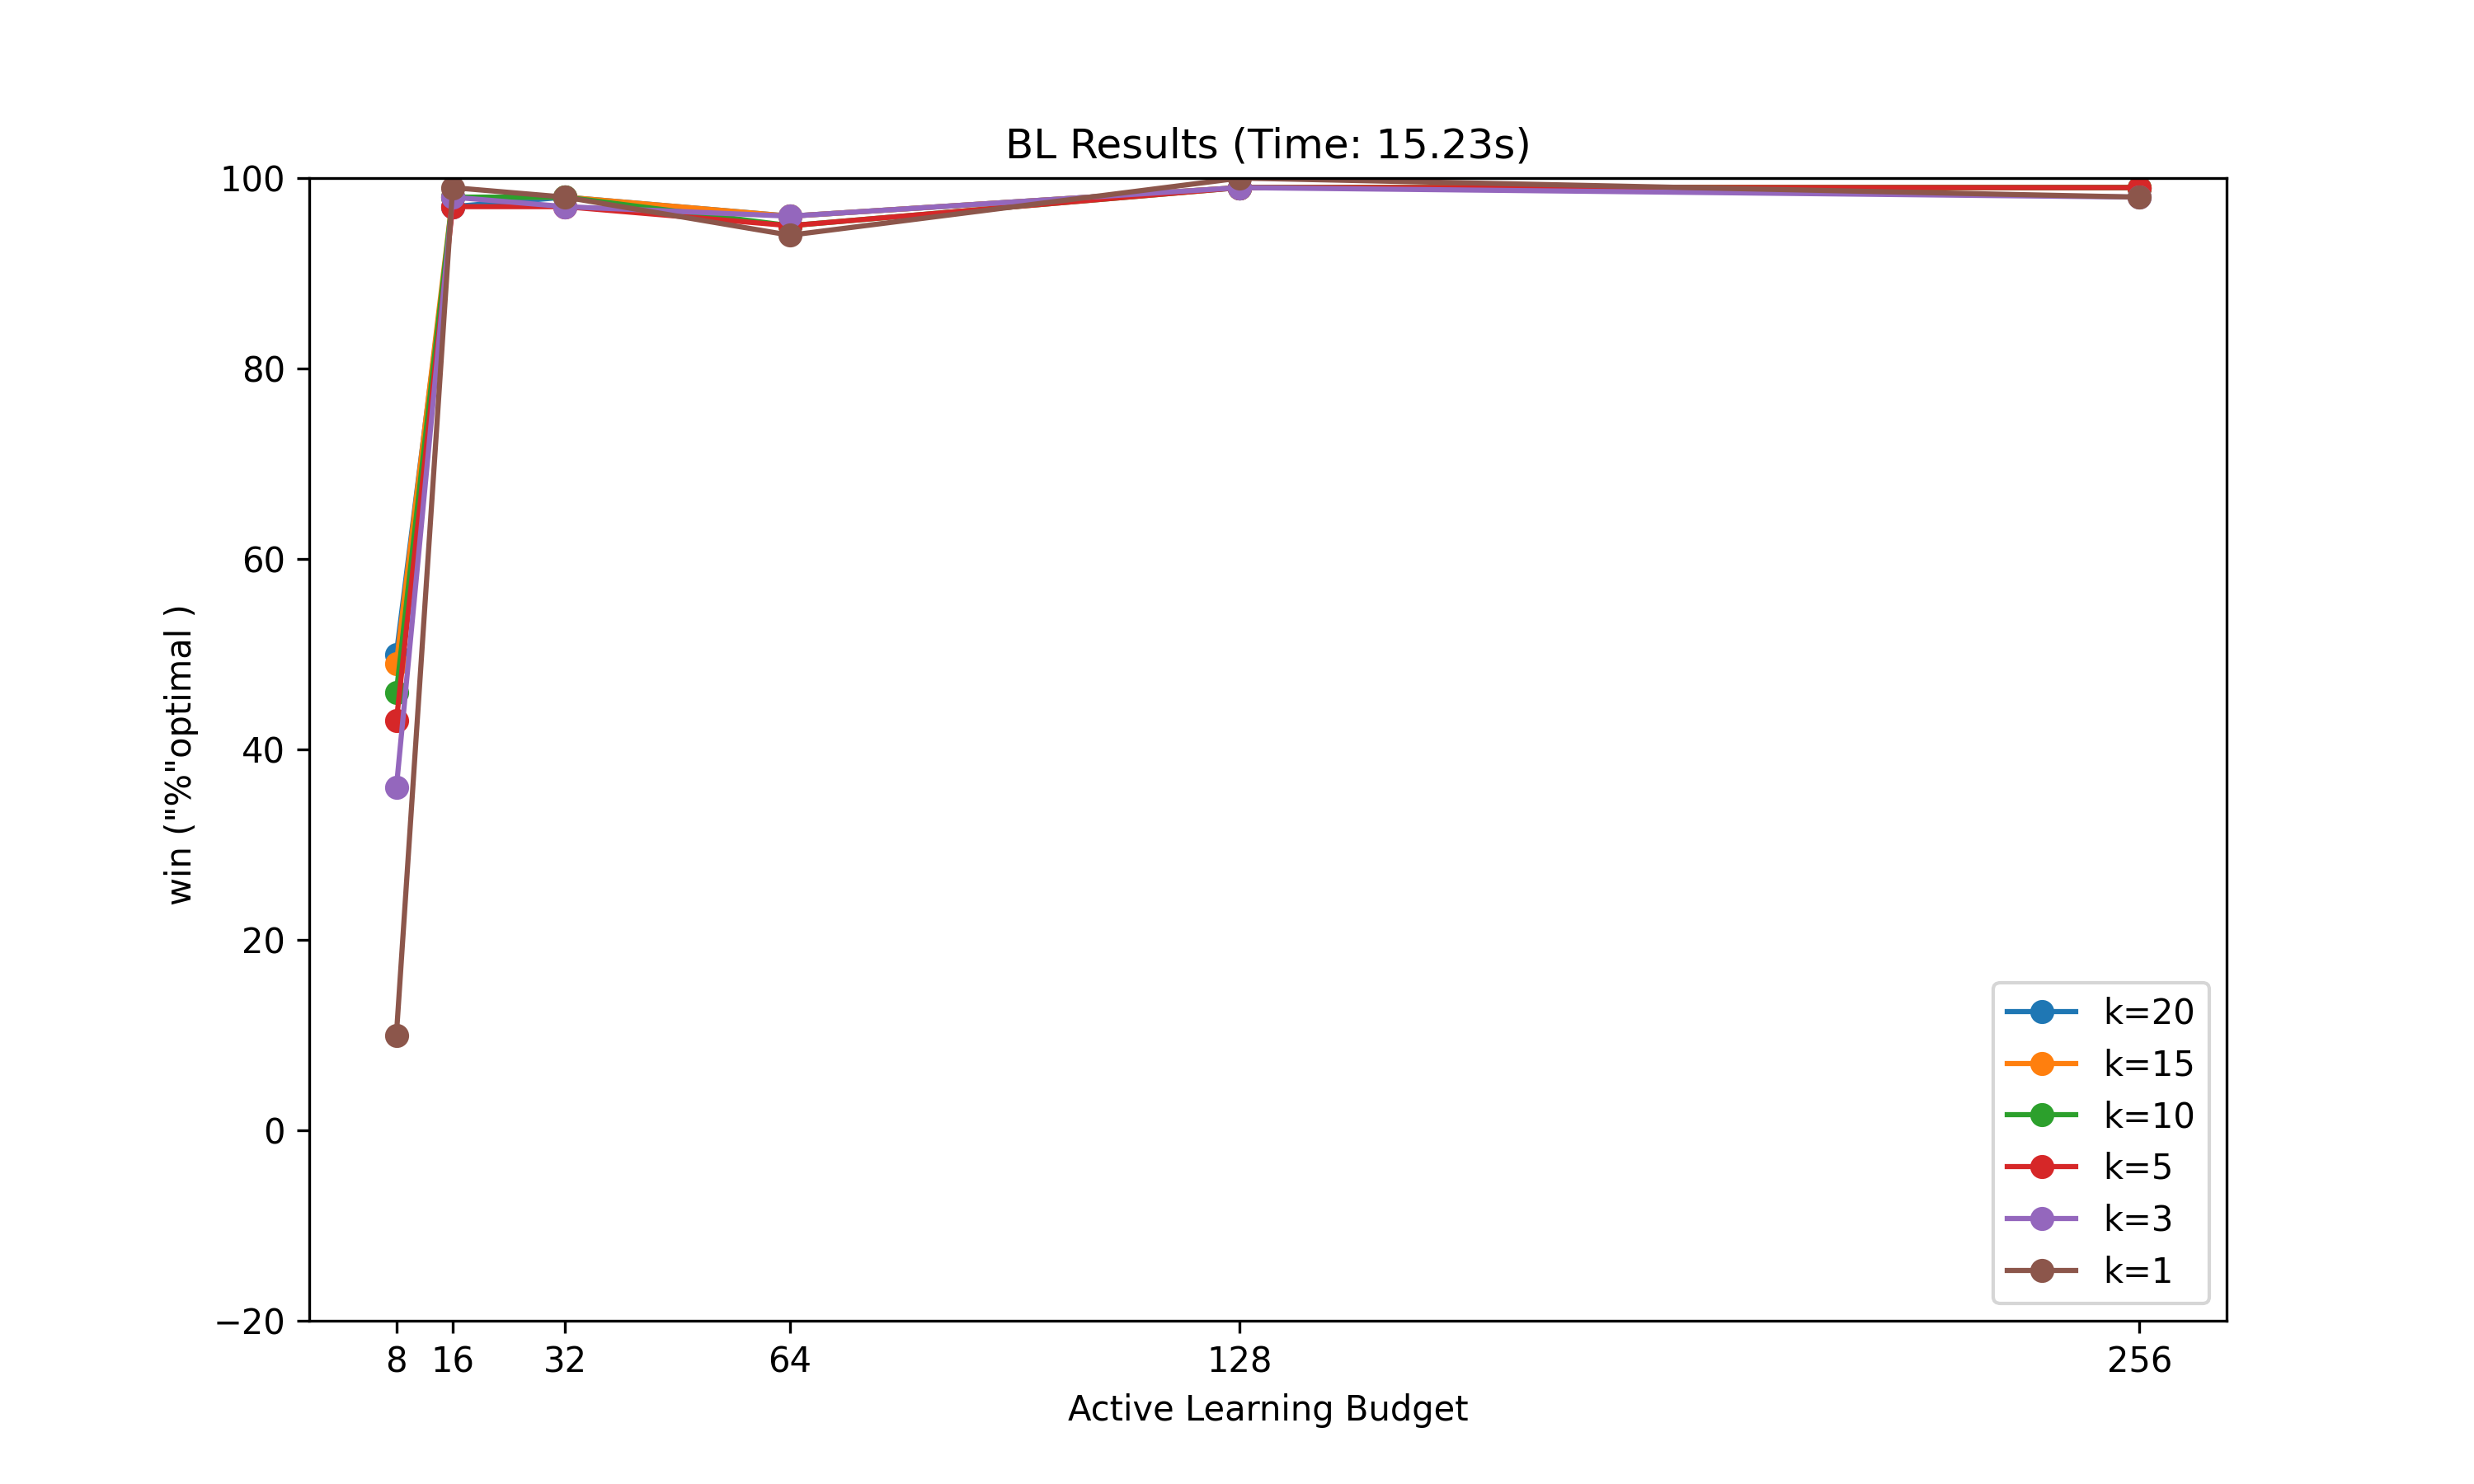 BL Results (Time: 15.23s)
100
80
60
40
20
0
−20
win ("%"optimal )
k=20
k=15
k=10
k=5
k=3
k=1
8 16 32 64 128 256
Active Learning Budget